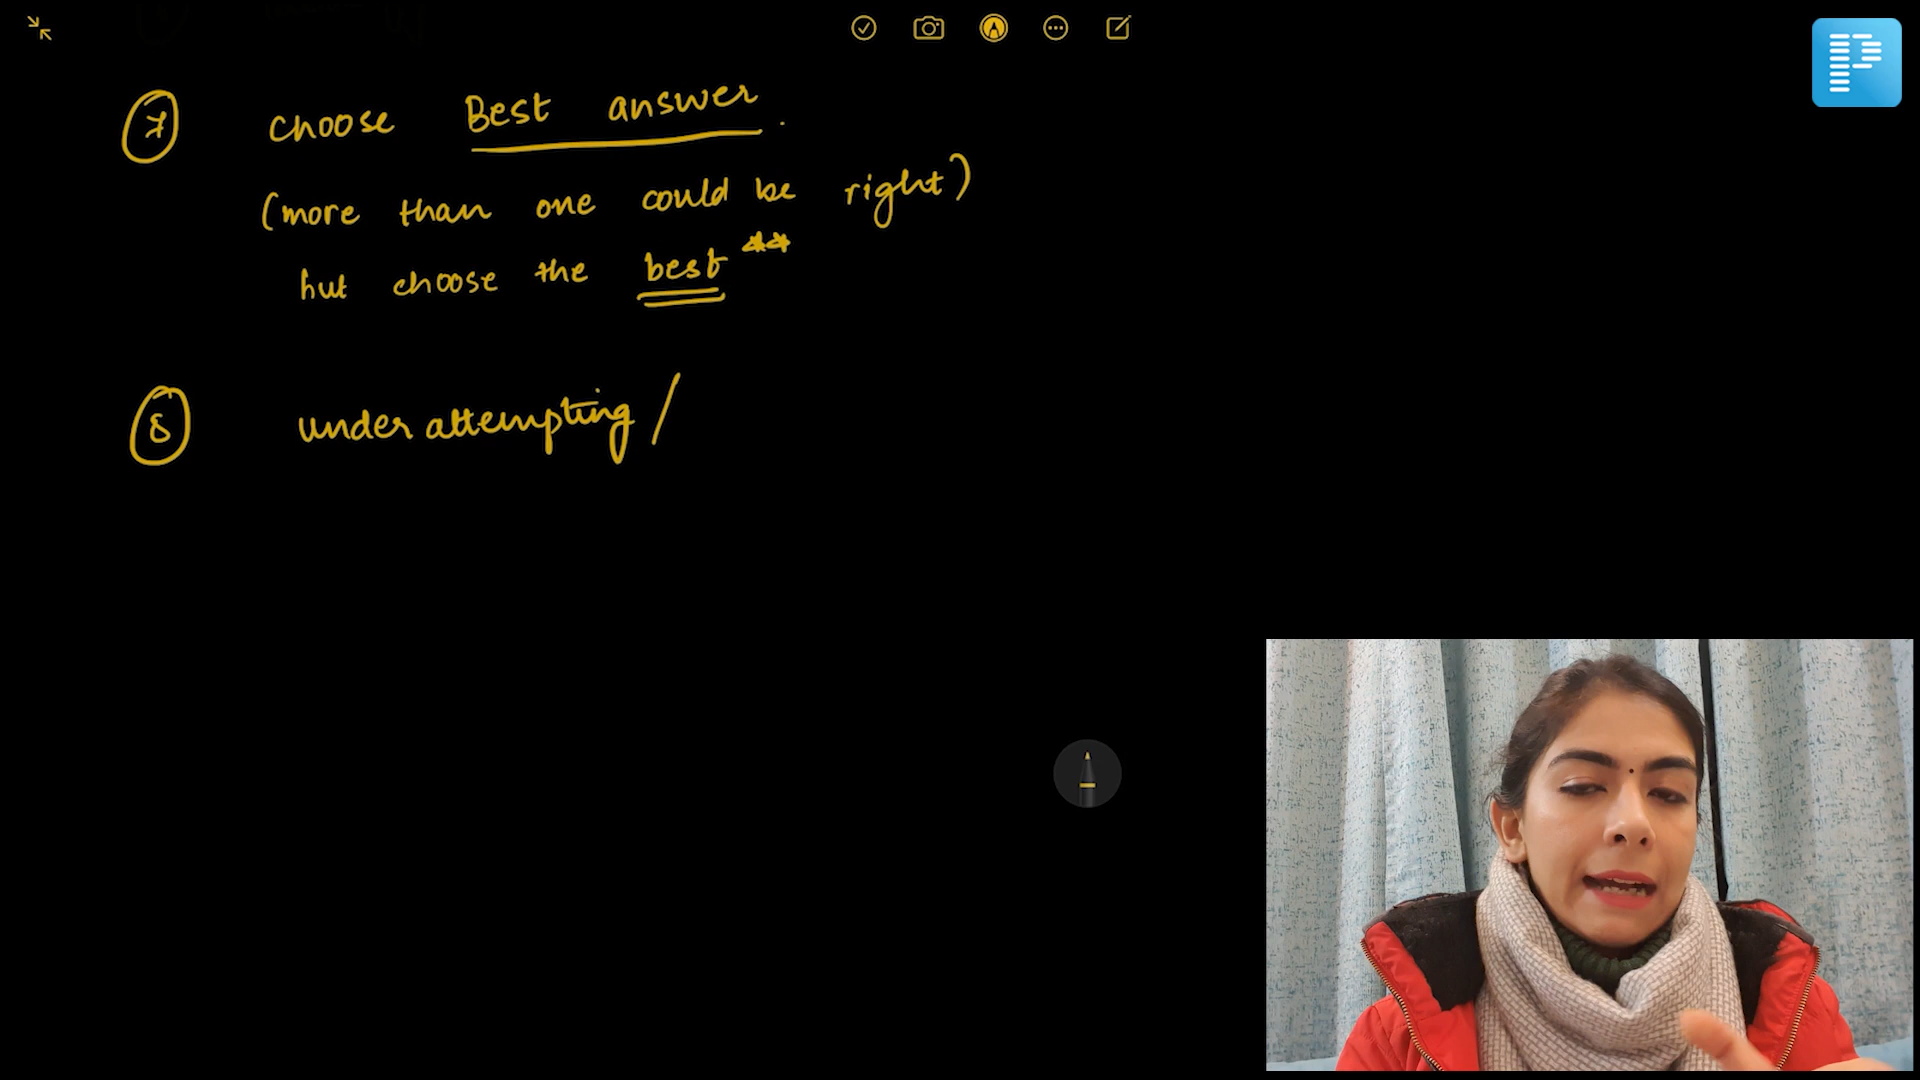 7 choose Best answer.
(more than one could be right)
but choose the best **
8 under attempting /
P